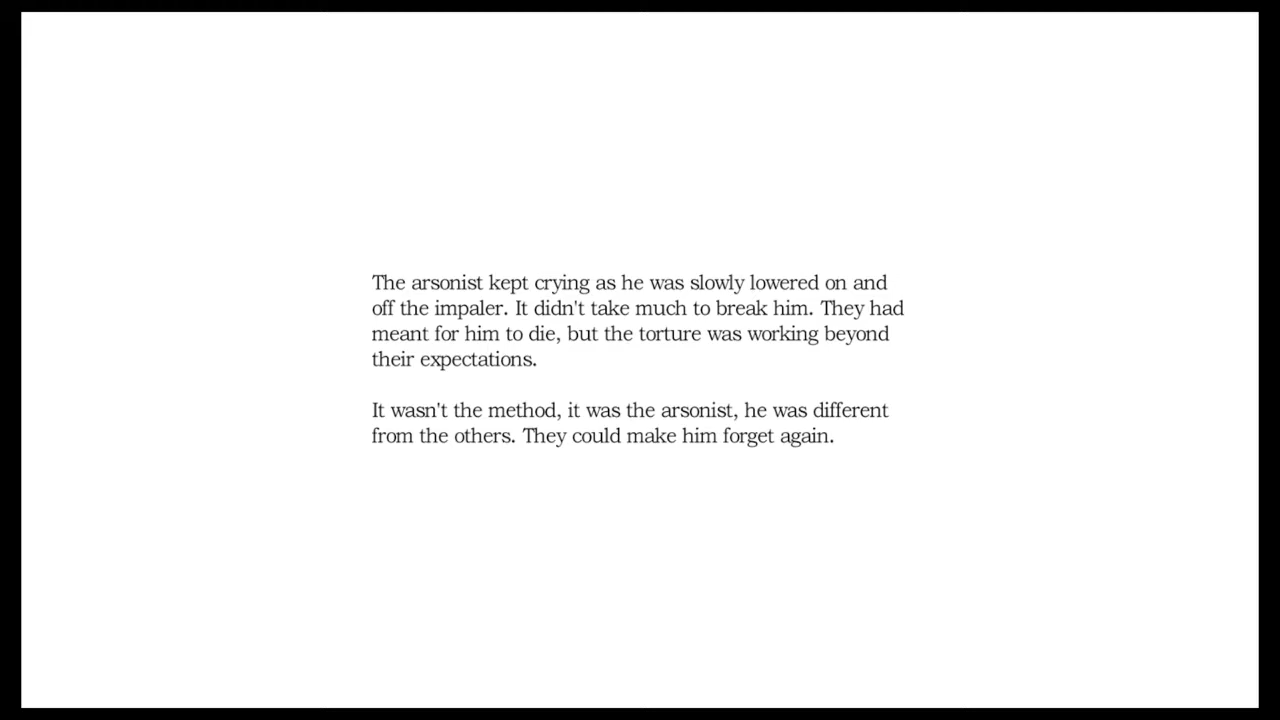 The arsonist kept crying as he was slowly lowered on and
off the impaler. It didn't take much to break him. They had
meant for him to die, but the torture was working beyond
their expectations.
It wasn't the method, it was the arsonist, he was different
from the others. They could make him forget again.